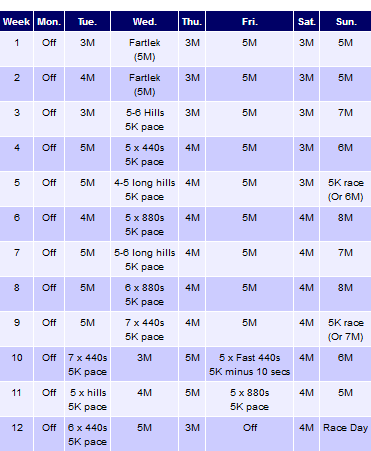 Week Mon. Tue. Wed. Thu. Fri. Sat. Sun.
1 Off 3M Fartlek (5M) 3M 5M 3M 5M
2 Off 4M Fartlek (5M) 3M 5M 3M 5M
3 Off 3M 5-6 Hills 5K pace 3M 5M 3M 7M
4 Off 5M 5 x 440s 5K pace 4M 5M 3M 6M
5 Off 5M 4-5 long hills 5K pace 4M 5M 3M 5K race (Or 6M)
6 Off 4M 5 x 880s 5K pace 4M 5M 4M 8M
7 Off 5M 5-6 long hills 5K pace 4M 5M 4M 7M
8 Off 5M 6 x 880s 5K pace 4M 5M 4M 8M
9 Off 5M 7 x 440s 5K pace 4M 5M 4M 5K race (Or 7M)
10 Off 7 x 440s 5K pace 3M 5M 5 x Fast 440s 5K minus 10 secs 4M 6M
11 Off 5 x hills 5K pace 4M 5M 5 x 880s 5K pace 4M 5M
12 Off 6 x 440s 5K pace 5M 3M Off 4M Race Day